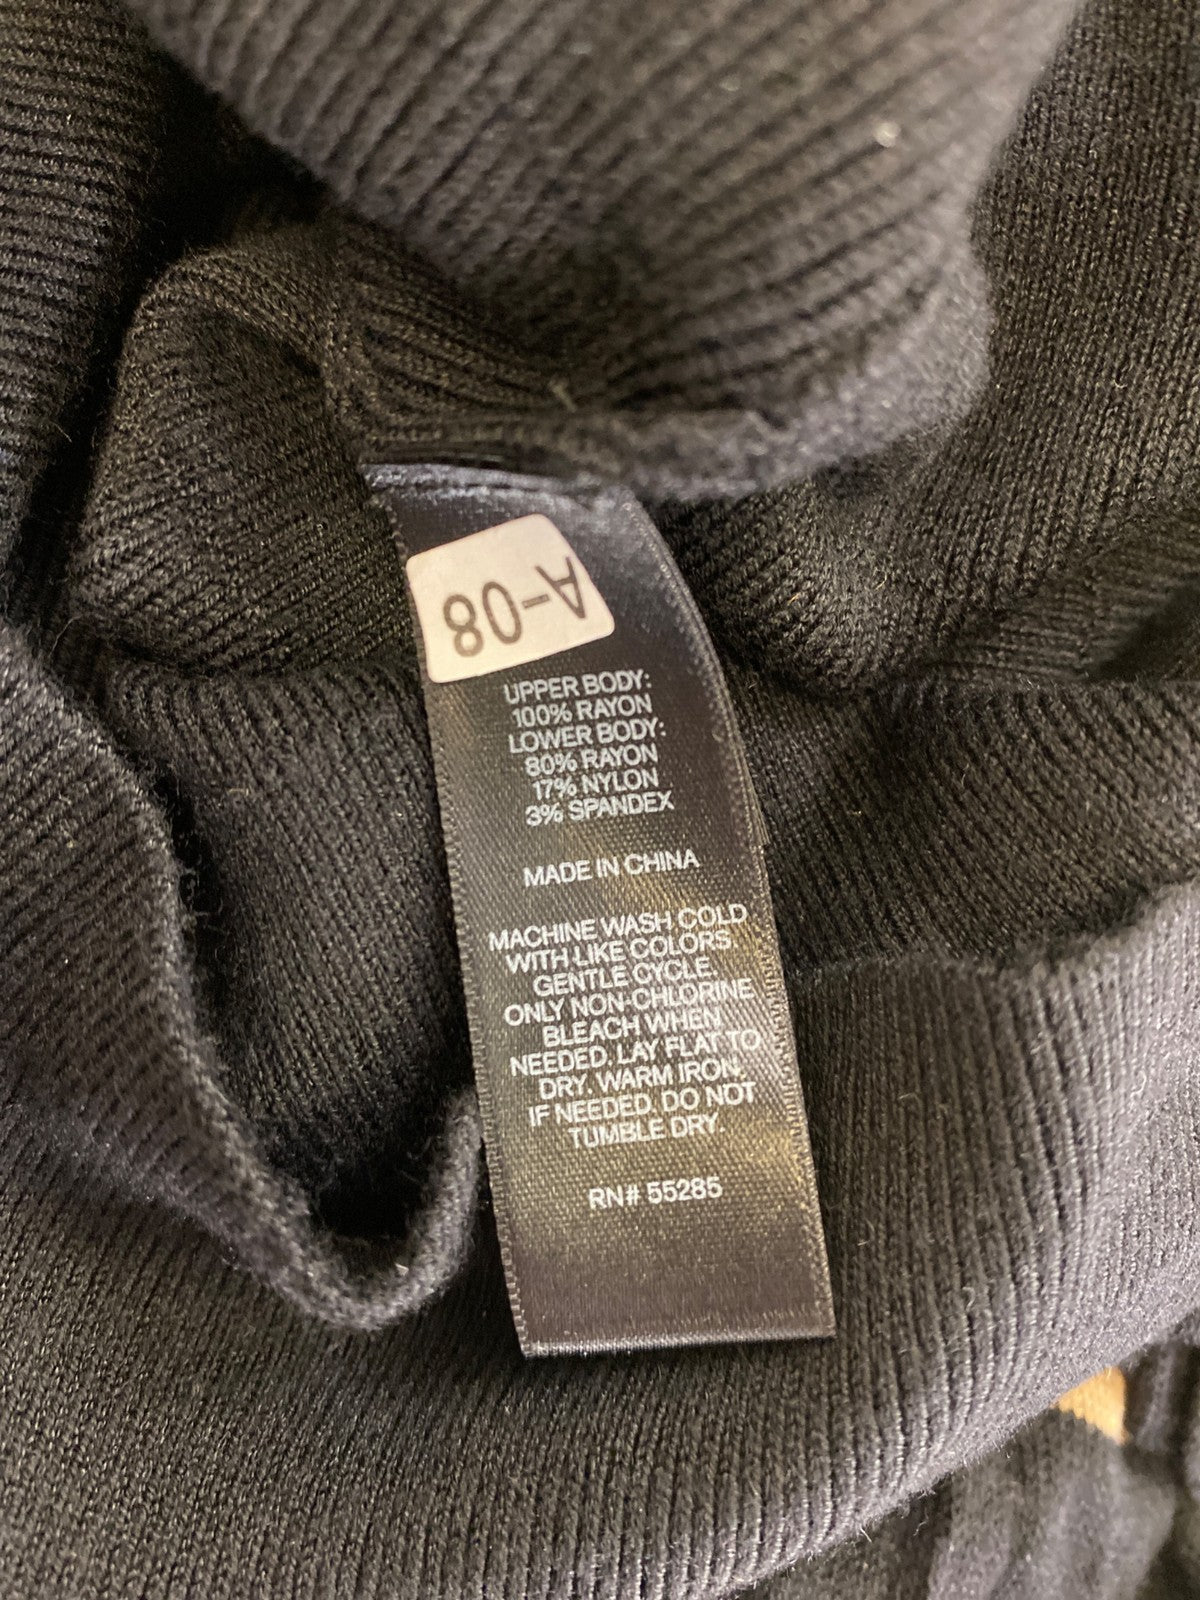 A-08
UPPER BODY:
100% RAYON
LOWER BODY:
80% RAYON
17% NYLON
3% SPANDEX
MADE IN CHINA
MACHINE WASH COLD
WITH LIKE COLORS.
GENTLE CYCLE.
ONLY NON-CHLORINE
BLEACH WHEN
NEEDED. LAY FLAT TO
DRY. WARM IRON.
IF NEEDED. DO NOT
TUMBLE DRY.
RN# 55285